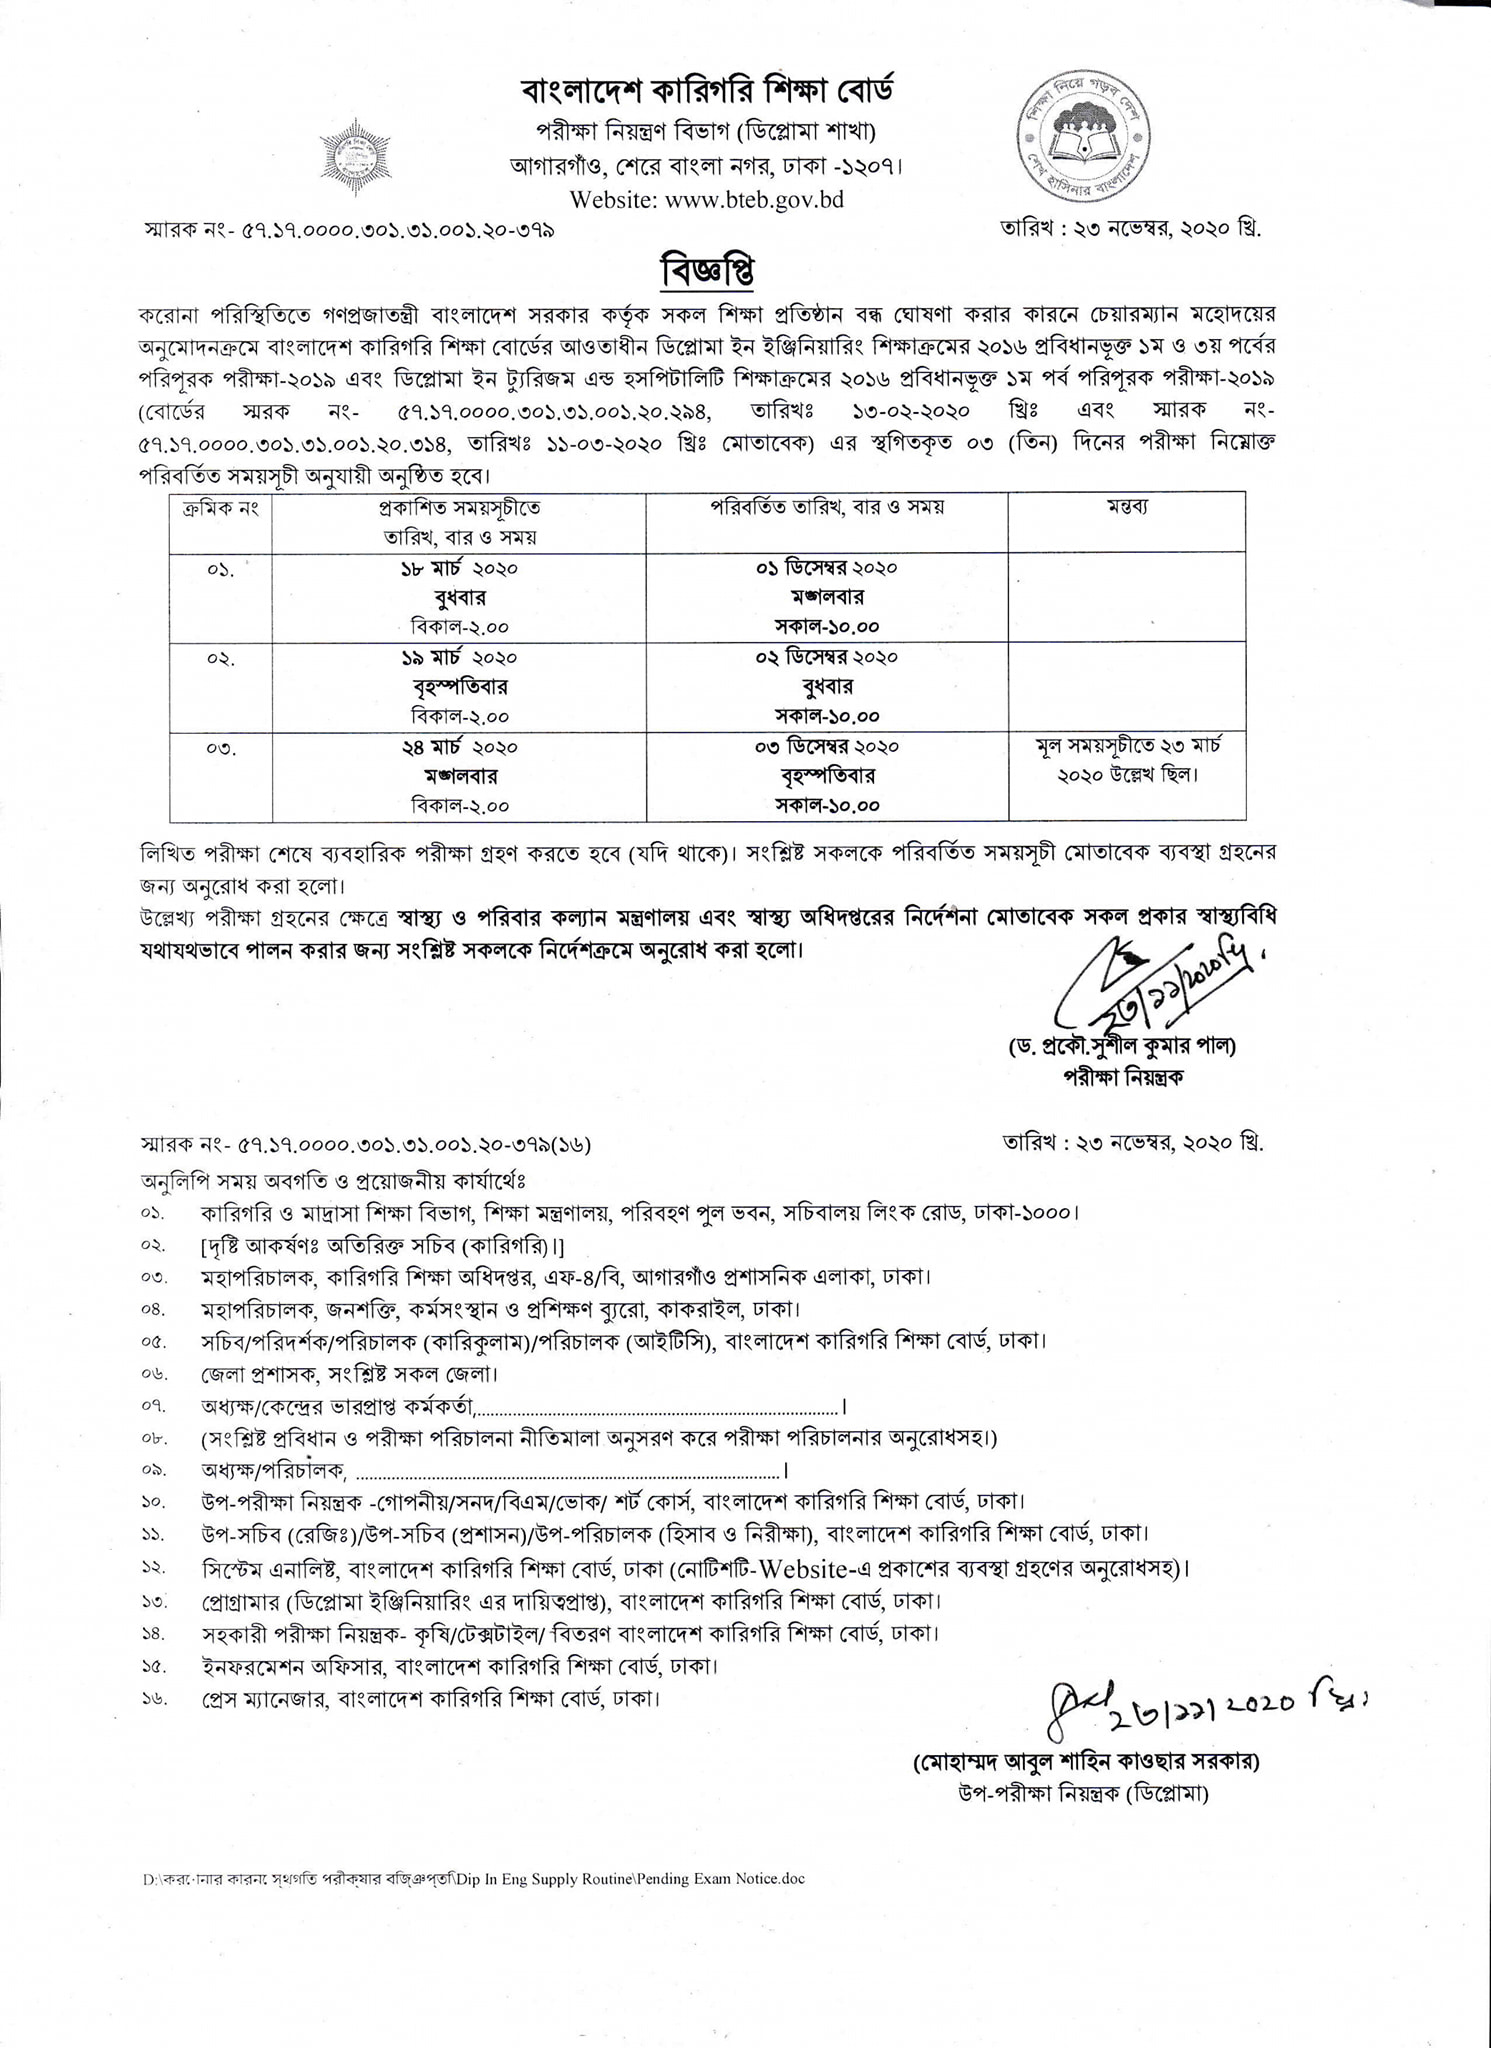 বাংলাদেশ কারিগরি শিক্ষা বোর্ড
পরীক্ষা নিয়ন্ত্রণ বিভাগ (ডিপ্লোমা শাখা)
আগারগাঁও, শেরে বাংলা নগর, ঢাকা -১২০৭।
Website: www.bteb.gov.bd
শিক্ষা নিয়ে গড়ব দেশ
শেখ হাসিনার বাংলাদেশ
স্মারক নং- ৫৭.১৭.০০০০.৩০১.৩১.০০১.২০-৩৭৯ তারিখ : ২৩ নভেম্বর, ২০২০ খ্রি.
বিজ্ঞপ্তি
করোনা পরিস্থিতিতে গণপ্রজাতন্ত্রী বাংলাদেশ সরকার কর্তৃক সকল শিক্ষা প্রতিষ্ঠান বন্ধ ঘোষণা করার কারনে চেয়ারম্যান মহোদয়ের
অনুমোদনক্রমে বাংলাদেশ কারিগরি শিক্ষা বোর্ডের আওতাধীন ডিপ্লোমা ইন ইঞ্জিনিয়ারিং শিক্ষাক্রমের ২০১৬ প্রবিধানভূক্ত ১ম ও ৩য় পর্বের
পরিপূরক পরীক্ষা-২০১৯ এবং ডিপ্লোমা ইন ট্যুরিজম এন্ড হসপিটালিটি শিক্ষাক্রমের ২০১৬ প্রবিধানভূক্ত ১ম পর্ব পরিপূরক পরীক্ষা-২০১৯
(বোর্ডের স্মরক নং- ৫৭.১৭.০০০০.৩০১.৩১.০০১.২০.২৯৪, তারিখঃ ১৩-০২-২০২০ খ্রিঃ এবং স্মারক নং-
৫৭.১৭.০০০০.৩০১.৩১.০০১.২০.৩১৪, তারিখঃ ১১-০৩-২০২০ খ্রিঃ মোতাবেক) এর স্থগিতকৃত ০৩ (তিন) দিনের পরীক্ষা নিম্নোক্ত
পরিবর্তিত সময়সূচী অনুযায়ী অনুষ্ঠিত হবে।
ক্রমিক নং প্রকাশিত সময়সূচীতে পরিবর্তিত তারিখ, বার ও সময় মন্তব্য
তারিখ, বার ও সময়
০১. ১৮ মার্চ ২০২০ ০১ ডিসেম্বর ২০২০
বুধবার মঙ্গলবার
বিকাল-২.০০ সকাল-১০.০০
০২. ১৯ মার্চ ২০২০ ০২ ডিসেম্বর ২০২০
বৃহস্পতিবার বুধবার
বিকাল-২.০০ সকাল-১০.০০
০৩. ২৪ মার্চ ২০২০ ০৩ ডিসেম্বর ২০২০ মূল সময়সূচীতে ২৩ মার্চ
মঙ্গলবার বৃহস্পতিবার ২০২০ উল্লেখ ছিল।
বিকাল-২.০০ সকাল-১০.০০
লিখিত পরীক্ষা শেষে ব্যবহারিক পরীক্ষা গ্রহণ করতে হবে (যদি থাকে)। সংশ্লিষ্ট সকলকে পরিবর্তিত সময়সূচী মোতাবেক ব্যবস্থা গ্রহনের
জন্য অনুরোধ করা হলো।
উল্লেখ্য পরীক্ষা গ্রহনের ক্ষেত্রে স্বাস্থ্য ও পরিবার কল্যান মন্ত্রণালয় এবং স্বাস্থ্য অধিদপ্তরের নির্দেশনা মোতাবেক সকল প্রকার স্বাস্থ্যবিধি
যথাযথভাবে পালন করার জন্য সংশ্লিষ্ট সকলকে নির্দেশক্রমে অনুরোধ করা হলো।
২৩/১১/২০২০খ্রি.
(ড. প্রকৌ.সুশীল কুমার পাল)
পরীক্ষা নিয়ন্ত্রক
স্মারক নং- ৫৭.১৭.০০০০.৩০১.৩১.০০১.২০-৩৭৯(১৬) তারিখ : ২৩ নভেম্বর, ২০২০ খ্রি.
অনুলিপি সময় অবগতি ও প্রয়োজনীয় কার্যার্থেঃ
০১. কারিগরি ও মাদ্রাসা শিক্ষা বিভাগ, শিক্ষা মন্ত্রণালয়, পরিবহণ পুল ভবন, সচিবালয় লিংক রোড, ঢাকা-১০০০।
০২. [দৃষ্টি আকর্ষণঃ অতিরিক্ত সচিব (কারিগরি)।]
০৩. মহাপরিচালক, কারিগরি শিক্ষা অধিদপ্তর, এফ-৪/বি, আগারগাঁও প্রশাসনিক এলাকা, ঢাকা।
০৪. মহাপরিচালক, জনশক্তি, কর্মসংস্থান ও প্রশিক্ষণ ব্যুরো, কাকরাইল, ঢাকা।
০৫. সচিব/পরিদর্শক/পরিচালক (কারিকুলাম)/পরিচালক (আইটিসি), বাংলাদেশ কারিগরি শিক্ষা বোর্ড, ঢাকা।
০৬. জেলা প্রশাসক, সংশ্লিষ্ট সকল জেলা।
০৭. অধ্যক্ষ/কেন্দ্রের ভারপ্রাপ্ত কর্মকর্তা,..................................................................................।
০৮. (সংশ্লিষ্ট প্রবিধান ও পরীক্ষা পরিচালনা নীতিমালা অনুসরণ করে পরীক্ষা পরিচালনার অনুরোধসহ।)
০৯. অধ্যক্ষ/পরিচালক, ................................................................................................।
১০. উপ-পরীক্ষা নিয়ন্ত্রক -গোপনীয়/সনদ/বিএম/ভোক/ শর্ট কোর্স, বাংলাদেশ কারিগরি শিক্ষা বোর্ড, ঢাকা।
১১. উপ-সচিব (রেজিঃ)/উপ-সচিব (প্রশাসন)/উপ-পরিচালক (হিসাব ও নিরীক্ষা), বাংলাদেশ কারিগরি শিক্ষা বোর্ড, ঢাকা।
১২. সিস্টেম এনালিষ্ট, বাংলাদেশ কারিগরি শিক্ষা বোর্ড, ঢাকা (নোটিশটি-Website-এ প্রকাশের ব্যবস্থা গ্রহণের অনুরোধসহ)।
১৩. প্রোগ্রামার (ডিপ্লোমা ইঞ্জিনিয়ারিং এর দায়িত্বপ্রাপ্ত), বাংলাদেশ কারিগরি শিক্ষা বোর্ড, ঢাকা।
১৪. সহকারী পরীক্ষা নিয়ন্ত্রক- কৃষি/টেক্সটাইল/ বিতরণ বাংলাদেশ কারিগরি শিক্ষা বোর্ড, ঢাকা।
১৫. ইনফরমেশন অফিসার, বাংলাদেশ কারিগরি শিক্ষা বোর্ড, ঢাকা।
১৬. প্রেস ম্যানেজার, বাংলাদেশ কারিগরি শিক্ষা বোর্ড, ঢাকা।
২৩/১১/২০২০ খ্রি।
(মোহাম্মদ আবুল শাহিন কাওছার সরকার)
উপ-পরীক্ষা নিয়ন্ত্রক (ডিপ্লোমা)
Dip In Eng Supply Routine\Pending Exam Notice.doc